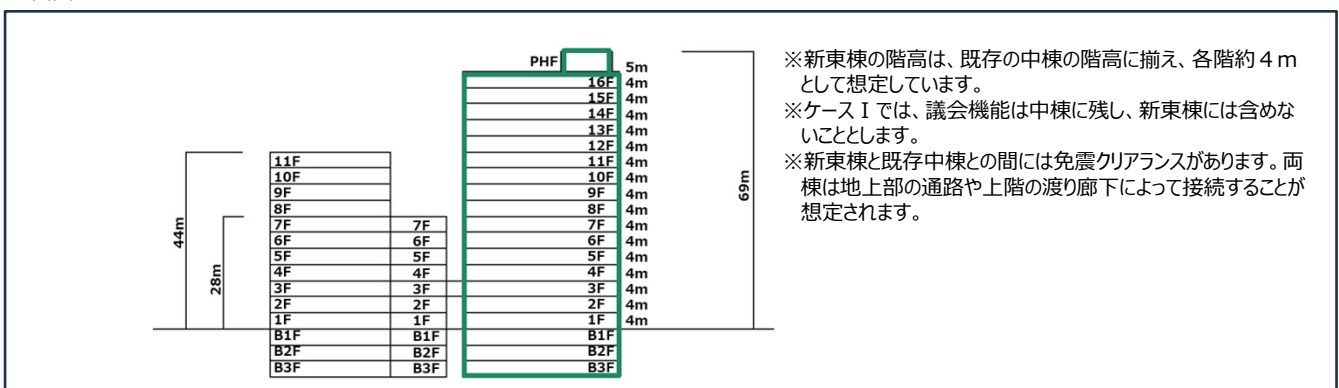 PHF 5m
16F 4m
15F 4m
14F 4m
13F 4m
12F 4m
11F 11F 4m
10F 10F 4m
9F 9F 4m
8F 8F 4m
7F 7F 7F 4m
6F 6F 6F 4m
5F 5F 5F 4m
4F 4F 4F 4m
3F 3F 3F 4m
2F 2F 2F 4m
1F 1F 1F 4m
B1F B1F B1F
B2F B2F B2F
B3F B3F B3F
44m
28m
69m
※新東棟の階高は、既存の中棟の階高に揃え、各階約４ｍ
として想定しています。
※ケースⅠでは、議会機能は中棟に残し、新東棟には含めな
いこととします。
※新東棟と既存中棟との間には免震クリアランスがあります。両
棟は地上部の通路や上階の渡り廊下によって接続することが
想定されます。